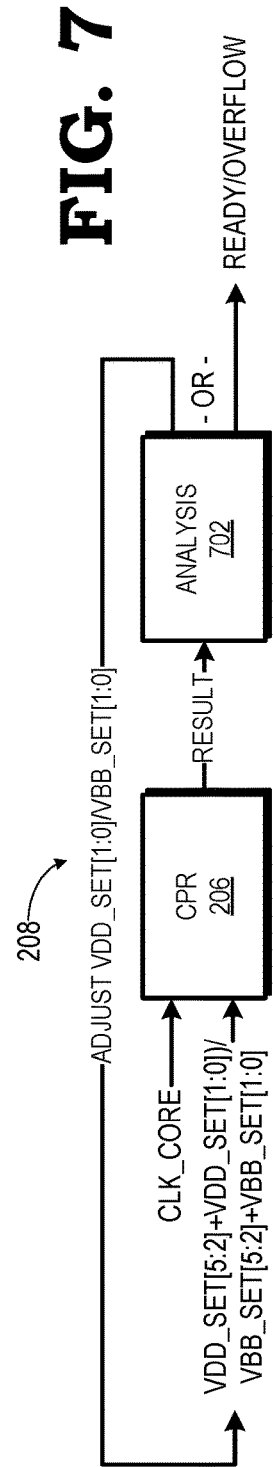 FIG. 7
208
ADJUST VDD_SET[1:0]/VBB_SET[1:0]
CLK_CORE
VDD_SET[5:2]+VDD_SET[1:0])/
VBB_SET[5:2]+VBB_SET[1:0]
CPR
206
RESULT
ANALYSIS
702
- OR -
READY/OVERFLOW